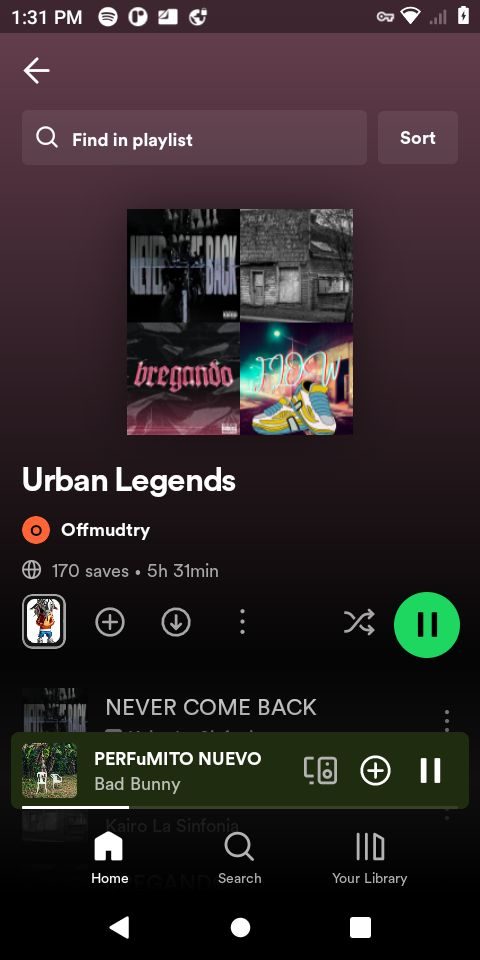 1:31 PM
Find in playlist
Sort
NEVER COME BACK
bregando
FLOW
Urban Legends
O Offmudtry
170 saves • 5h 31min
NEVER COME BACK
PERFuMITO NUEVO
Bad Bunny
Kairo La Sinfonia
Home
Search
Your Library